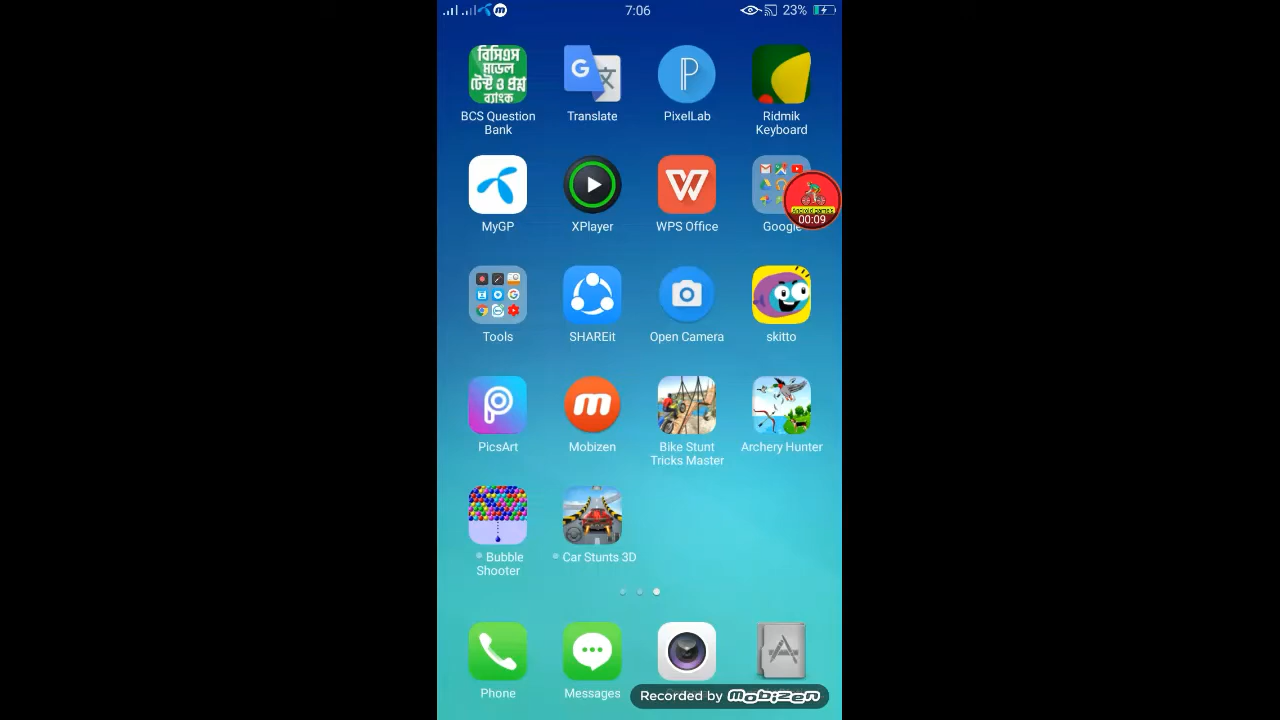 7:06
23%
বিসিএস
মডেল
টেস্ট ও প্রশ্ন
ব্যাংক
BCS Question
Bank
Translate
PixelLab
Ridmik
Keyboard
MyGP
XPlayer
WPS Office
Google
Android games
00:09
Tools
SHAREit
Open Camera
skitto
PicsArt
Mobizen
Bike Stunt
Tricks Master
Archery Hunter
Bubble
Shooter
Car Stunts 3D
Phone
Messages
Recorded by mobizen